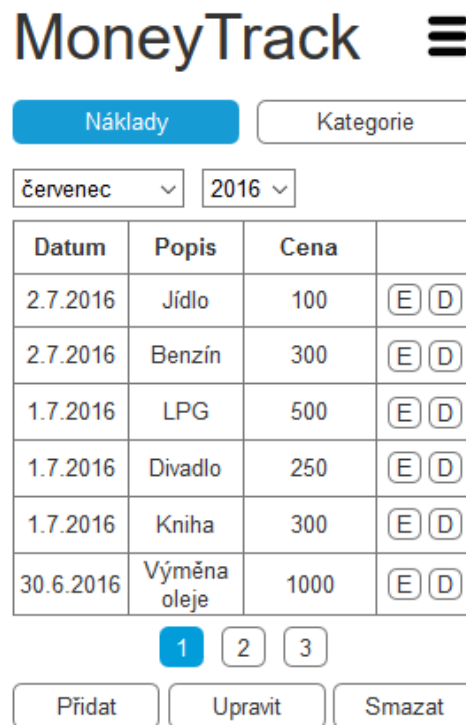 MoneyTrack
Náklady Kategorie
červenec 2016
Datum Popis Cena
2.7.2016 Jídlo 100 E D
2.7.2016 Benzín 300 E D
1.7.2016 LPG 500 E D
1.7.2016 Divadlo 250 E D
1.7.2016 Kniha 300 E D
30.6.2016 Výměna oleje 1000 E D
1 2 3
Přidat Upravit Smazat